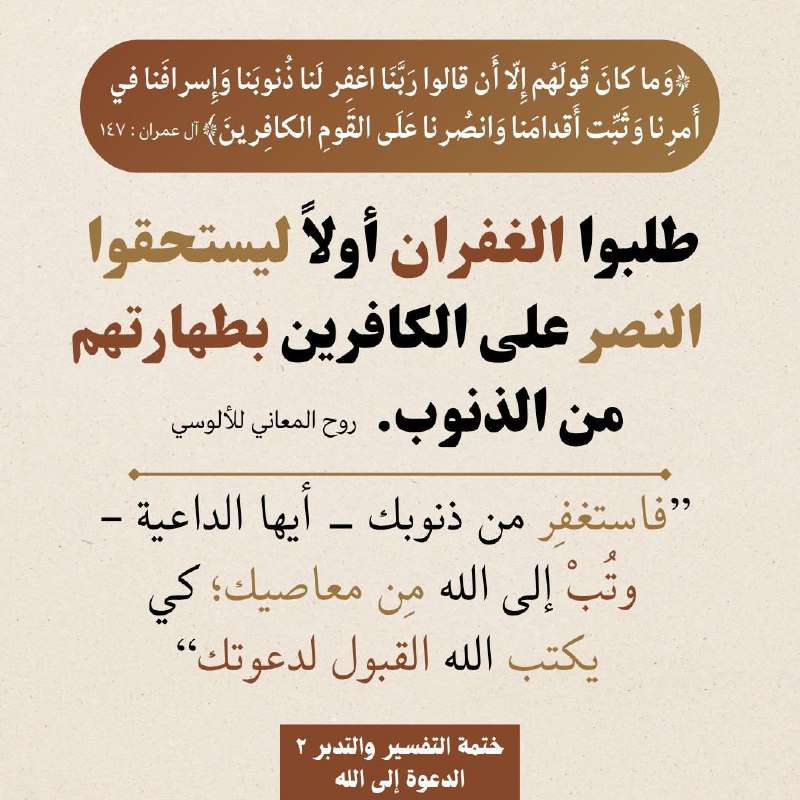 ﴿وَما كانَ قَولَهُم إِلّا أَن قالوا رَبَّنَا اغفِر لَنا ذُنوبَنا وَإِسرافَنا في
أَمرِنا وَثَبِّت أَقدامَنا وَانصُرنا عَلَى القَومِ الكافِرينَ﴾ آل عمران : ١٤٧
طلبوا الغفران أولاً ليستحقوا
النصر على الكافرين بطهارتهم
من الذنوب. روح المعاني للألوسي
”فاستغفِر من ذنوبك – أيها الداعية –
وتُبْ إلى الله مِن معاصيك؛ كي
يكتب الله القبول لدعوتك“
ختمة التفسير والتدبر ٢
الدعوة إلى الله